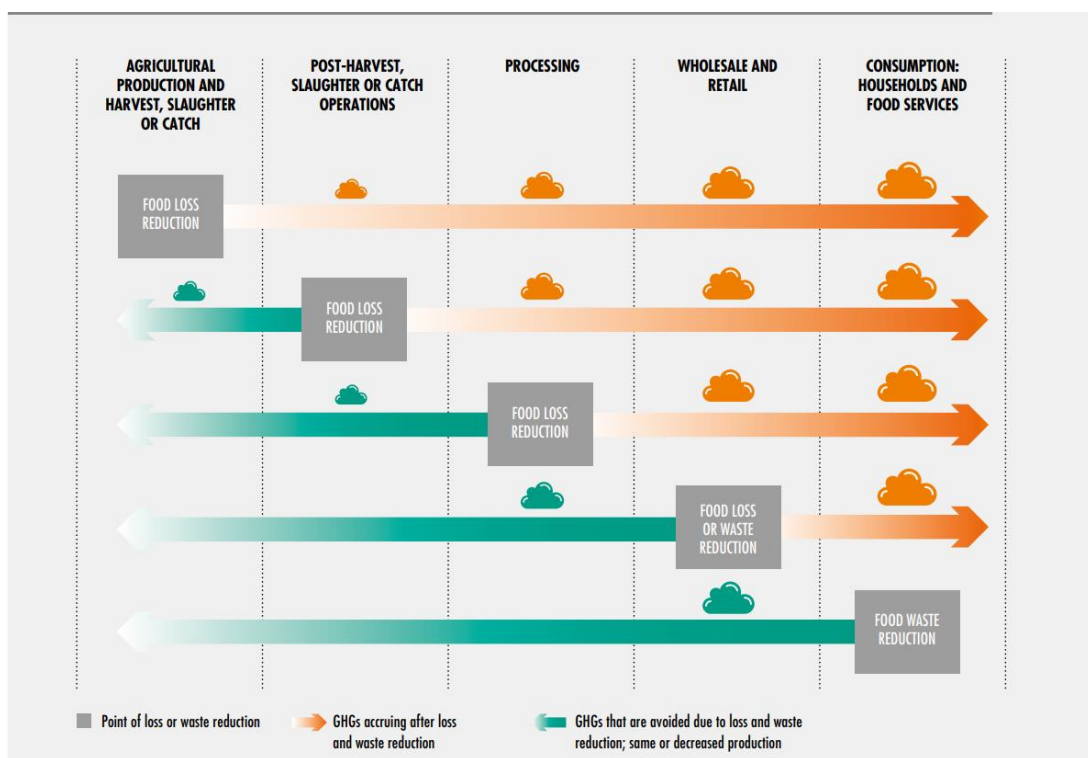 AGRICULTURAL
PRODUCTION AND
HARVEST, SLAUGHTER
OR CATCH
POST-HARVEST,
SLAUGHTER OR CATCH
OPERATIONS
PROCESSING
WHOLESALE AND
RETAIL
CONSUMPTION:
HOUSEHOLDS AND
FOOD SERVICES
FOOD LOSS
REDUCTION
FOOD LOSS
REDUCTION
FOOD LOSS
REDUCTION
FOOD LOSS
OR WASTE
REDUCTION
FOOD WASTE
REDUCTION
Point of loss or waste reduction
GHGs accruing after loss
and waste reduction
GHGs that are avoided due to loss and waste
reduction; same or decreased production